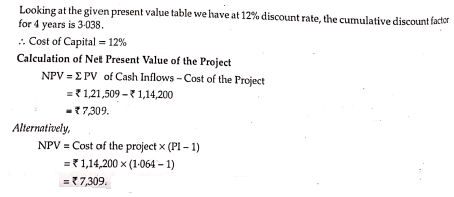 Looking at the given present value table we have at 12% discount rate, the cumulative discount factor
for 4 years is 3·038.
∴ Cost of Capital = 12%
Calculation of Net Present Value of the Project
NPV = Σ PV of Cash Inflows – Cost of the Project
= ₹ 1,21,509 – ₹ 1,14,200
= ₹ 7,309.
Alternatively,
NPV = Cost of the project × (PI – 1)
= ₹ 1,14,200 × (1·064 – 1)
= ₹ 7,309.